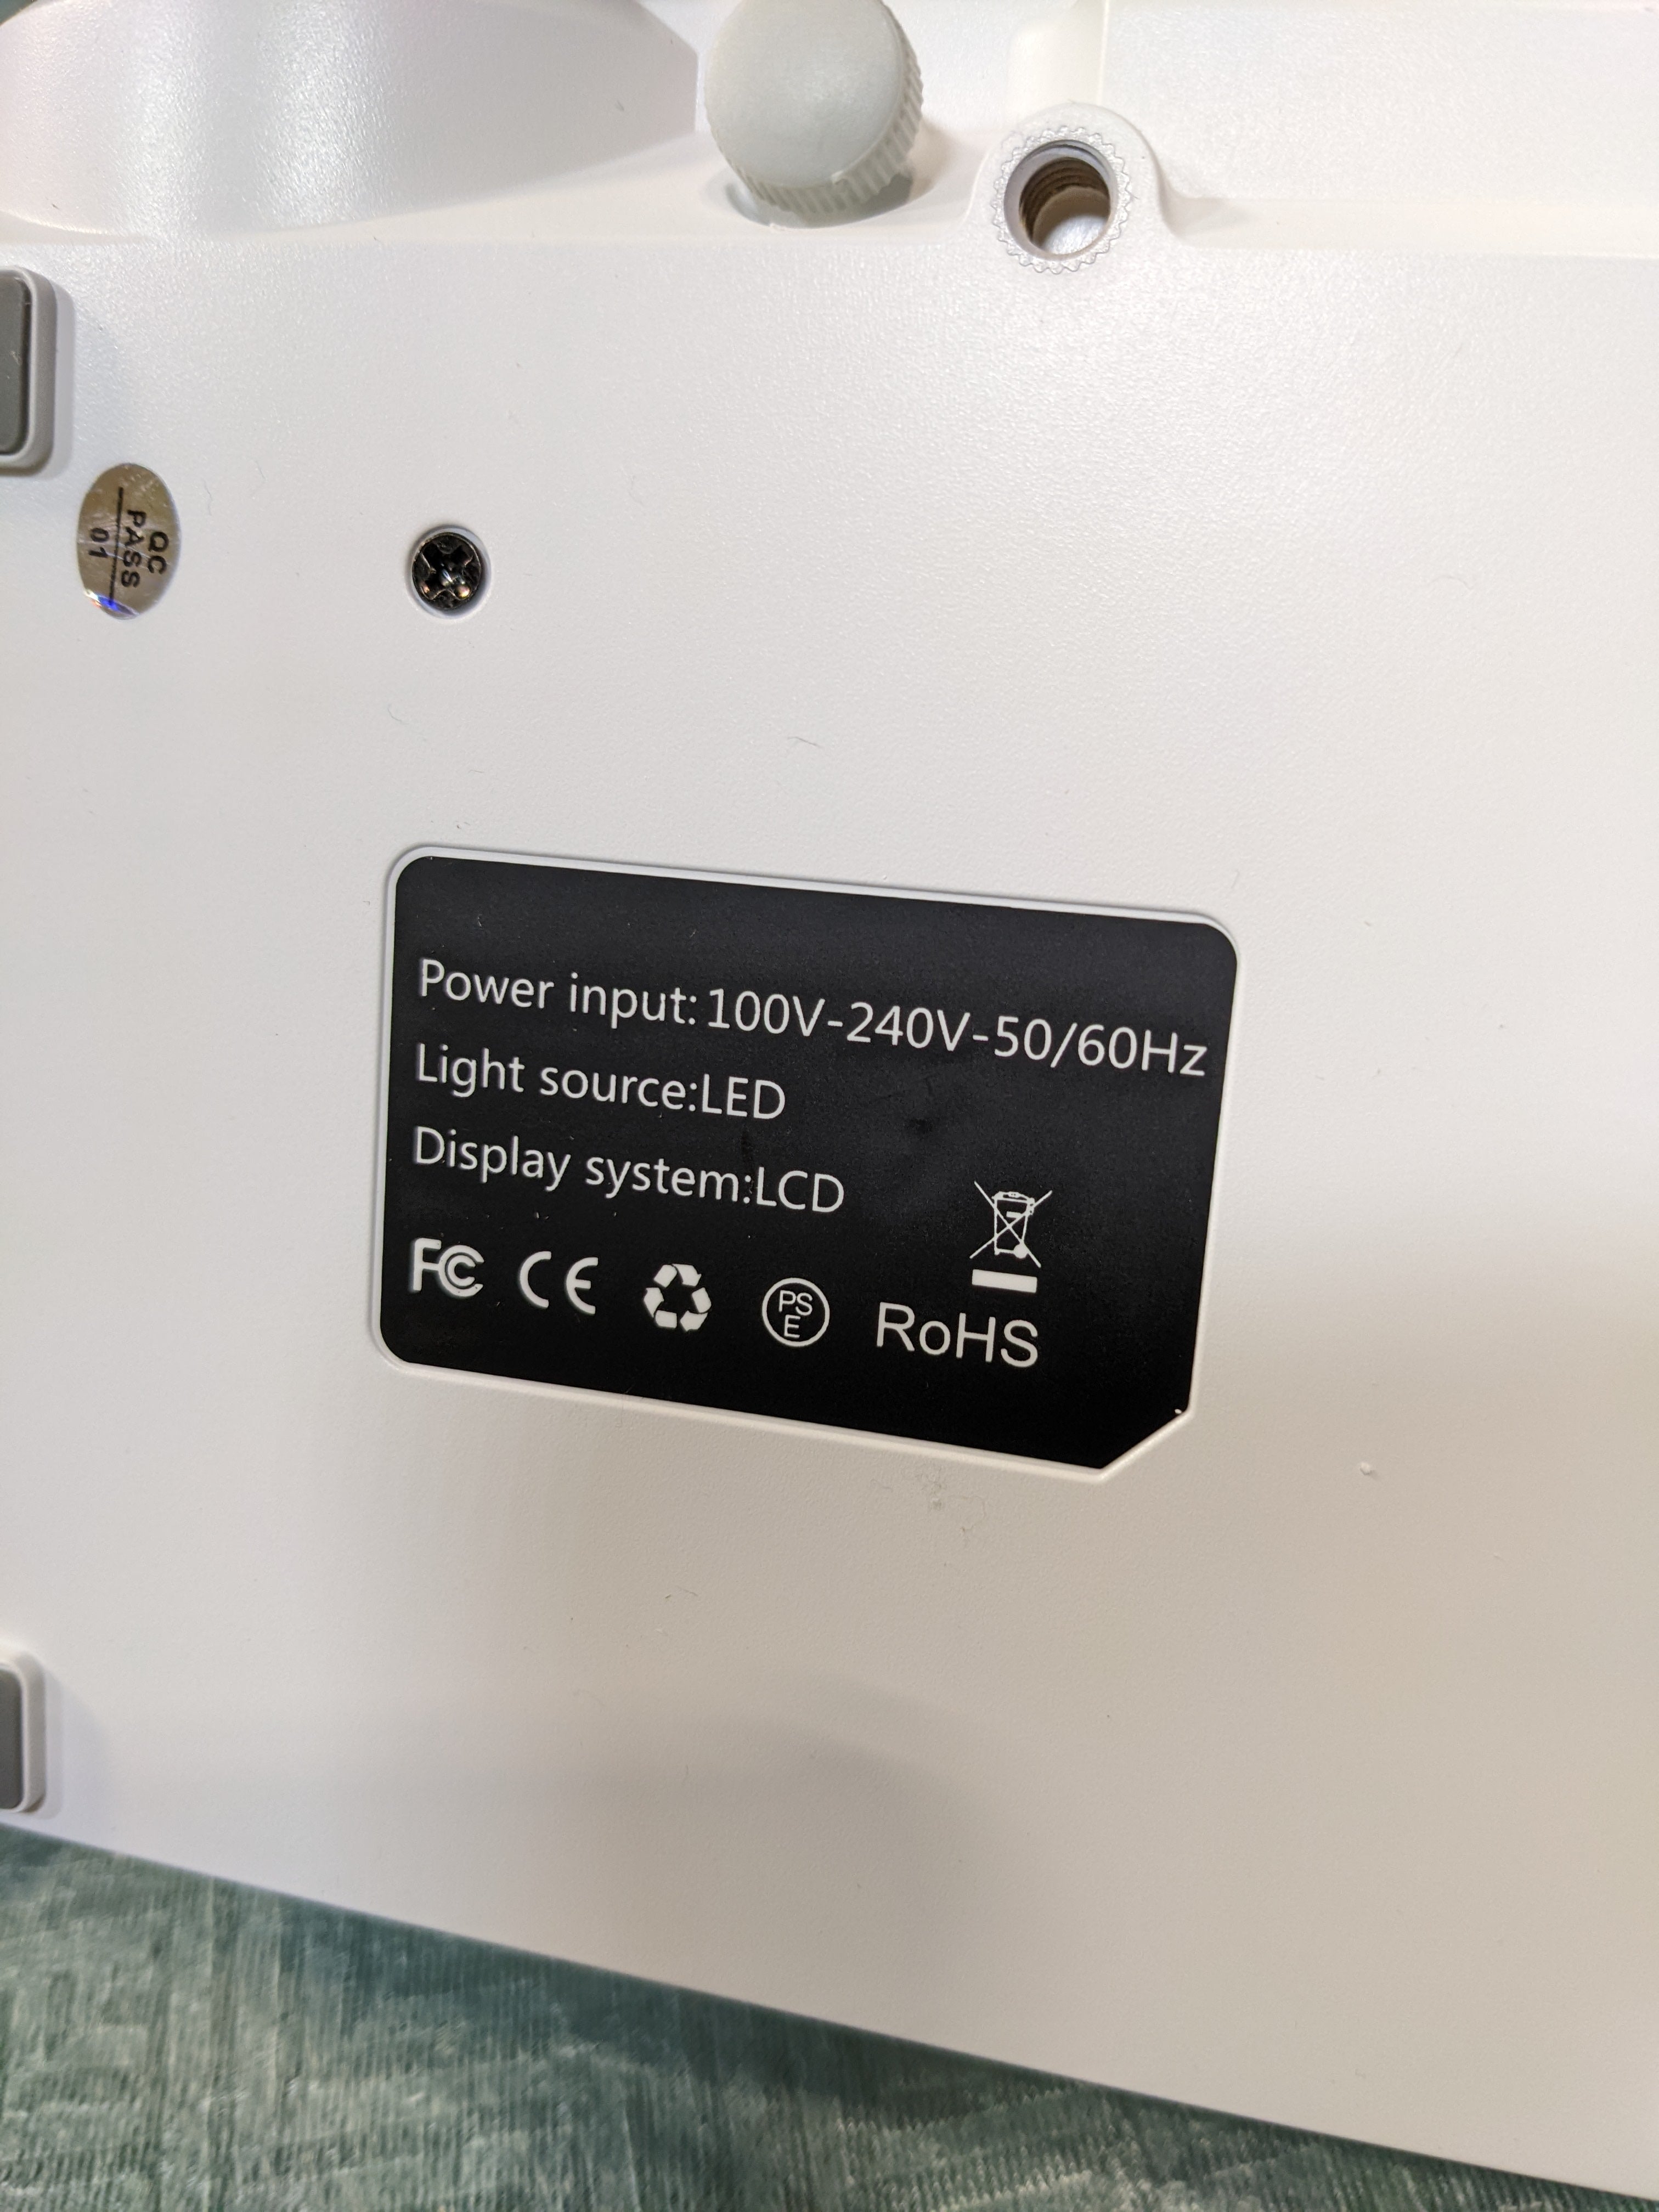 QC
PASS
01
Power input:100V-240V-50/60Hz
Light source:LED
Display system:LCD
FC CE PSE RoHS